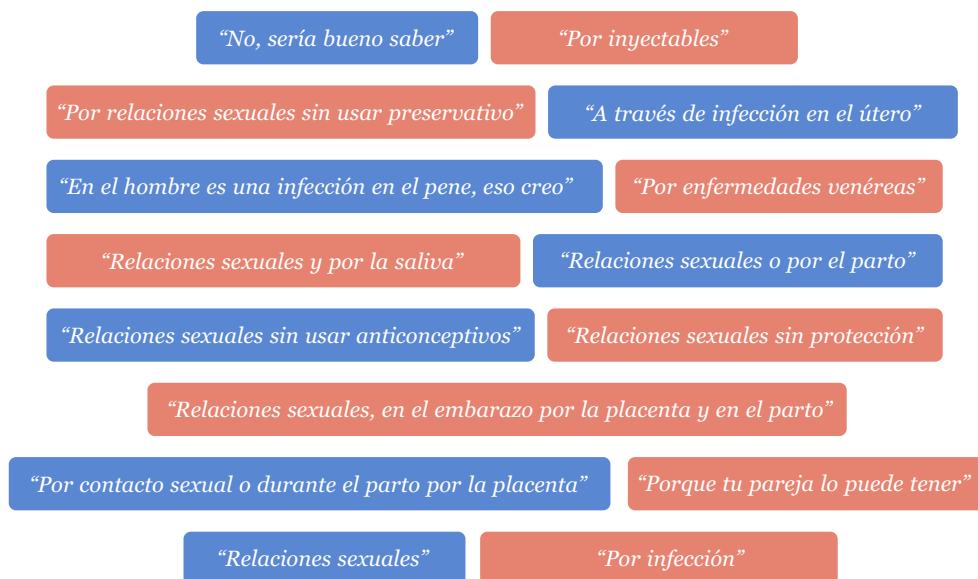 “No, sería bueno saber”
“Por inyectables”
“Por relaciones sexuales sin usar preservativo”
“A través de infección en el útero”
“En el hombre es una infección en el pene, eso creo”
“Por enfermedades venéreas”
“Relaciones sexuales y por la saliva”
“Relaciones sexuales o por el parto”
“Relaciones sexuales sin usar anticonceptivos”
“Relaciones sexuales sin protección”
“Relaciones sexuales, en el embarazo por la placenta y en el parto”
“Por contacto sexual o durante el parto por la placenta”
“Porque tu pareja lo puede tener”
“Relaciones sexuales”
“Por infección”